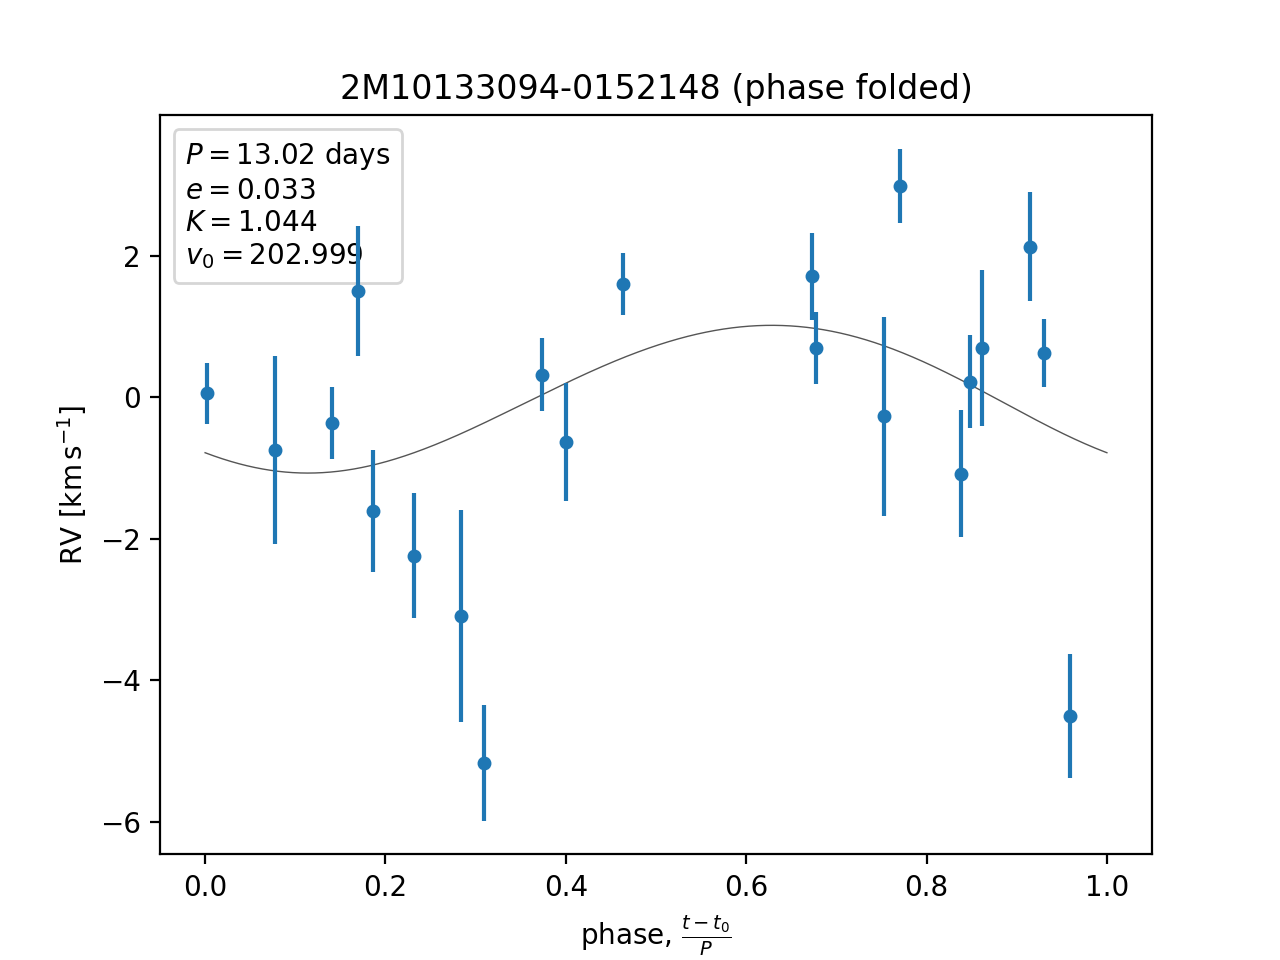 2M10133094-0152148 (phase folded)
P = 13.02 days
e = 0.033
K = 1.044
v₀ = 202.999
RV [km s⁻¹]
2
0
−2
−4
−6
0.0 0.2 0.4 0.6 0.8 1.0
phase, (t − t₀)/P